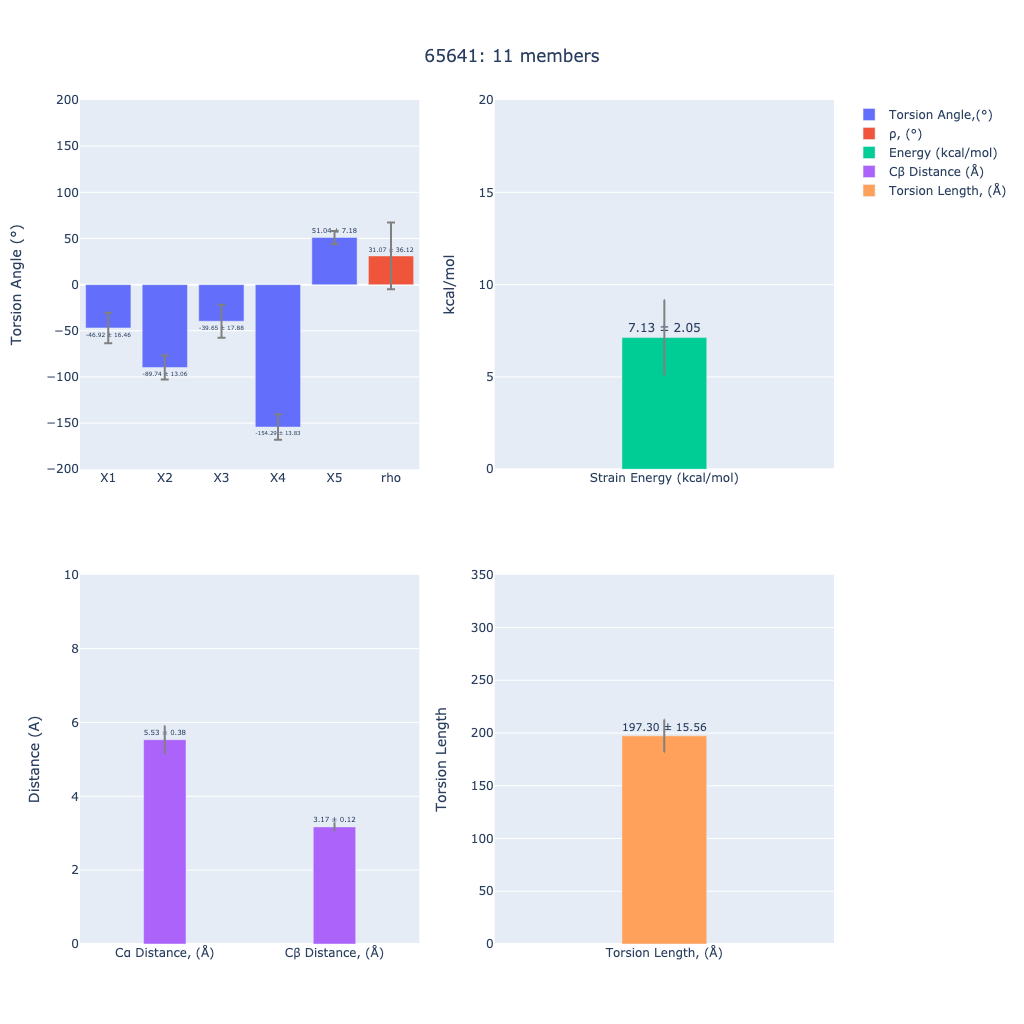 65641: 11 members
Torsion Angle (°)
200
150
100
50
0
−50
−100
−150
−200
-46.92 ± 16.46
-89.74 ± 13.06
-39.65 ± 17.88
-154.29 ± 13.83
51.04 ± 7.18
31.07 ± 36.12
X1 X2 X3 X4 X5 rho
kcal/mol
20
15
10
5
0
7.13 ± 2.05
Strain Energy (kcal/mol)
Torsion Angle,(°)
ρ, (°)
Energy (kcal/mol)
Cβ Distance (Å)
Torsion Length, (Å)
Distance (A)
10
8
6
4
2
0
5.53 ± 0.38
3.17 ± 0.12
Cα Distance, (Å) Cβ Distance, (Å)
Torsion Length
350
300
250
200
150
100
50
0
197.30 ± 15.56
Torsion Length, (Å)